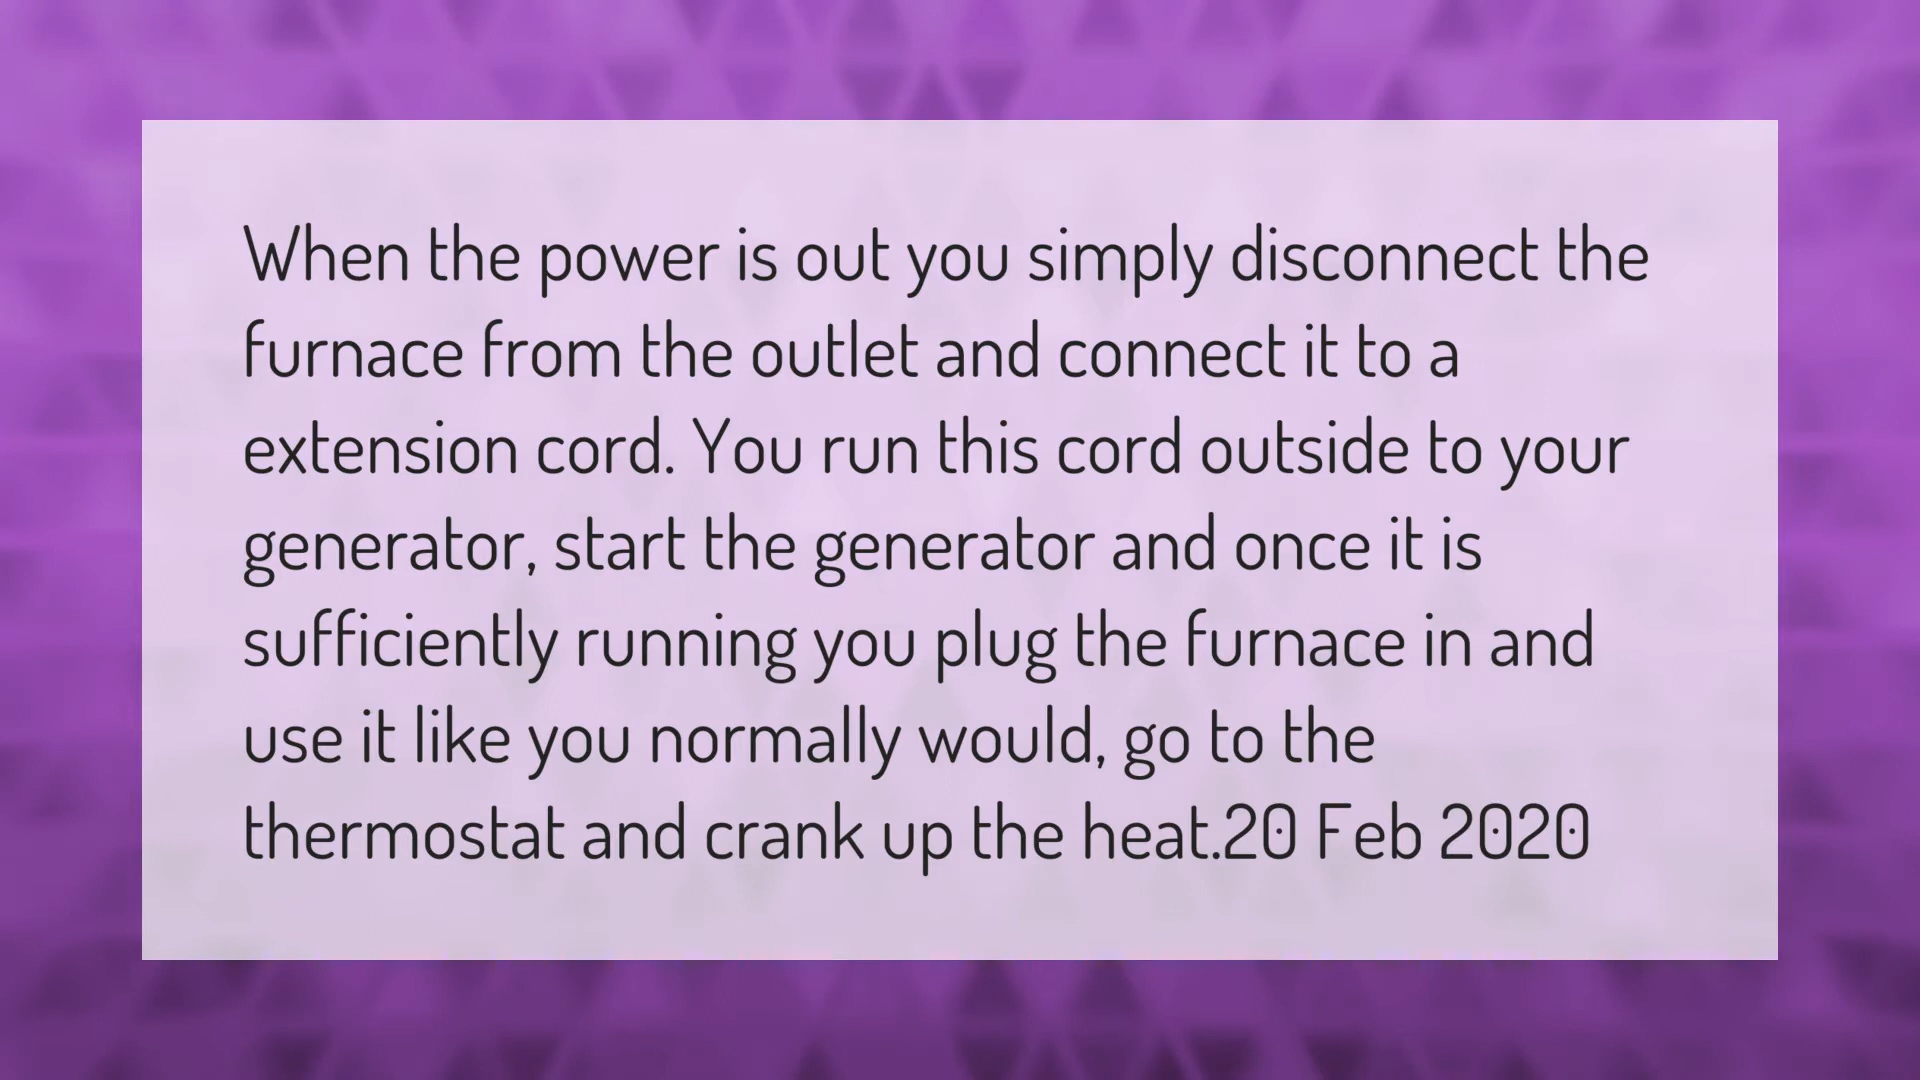 When the power is out you simply disconnect the
furnace from the outlet and connect it to a
extension cord. You run this cord outside to your
generator, start the generator and once it is
sufficiently running you plug the furnace in and
use it like you normally would, go to the
thermostat and crank up the heat.20 Feb 2020